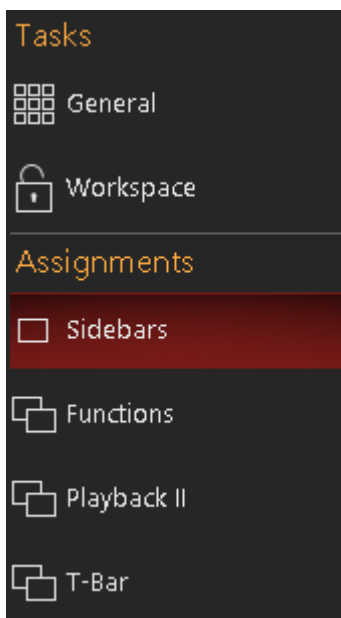 Tasks
General
Workspace
Assignments
Sidebars
Functions
Playback II
T-Bar